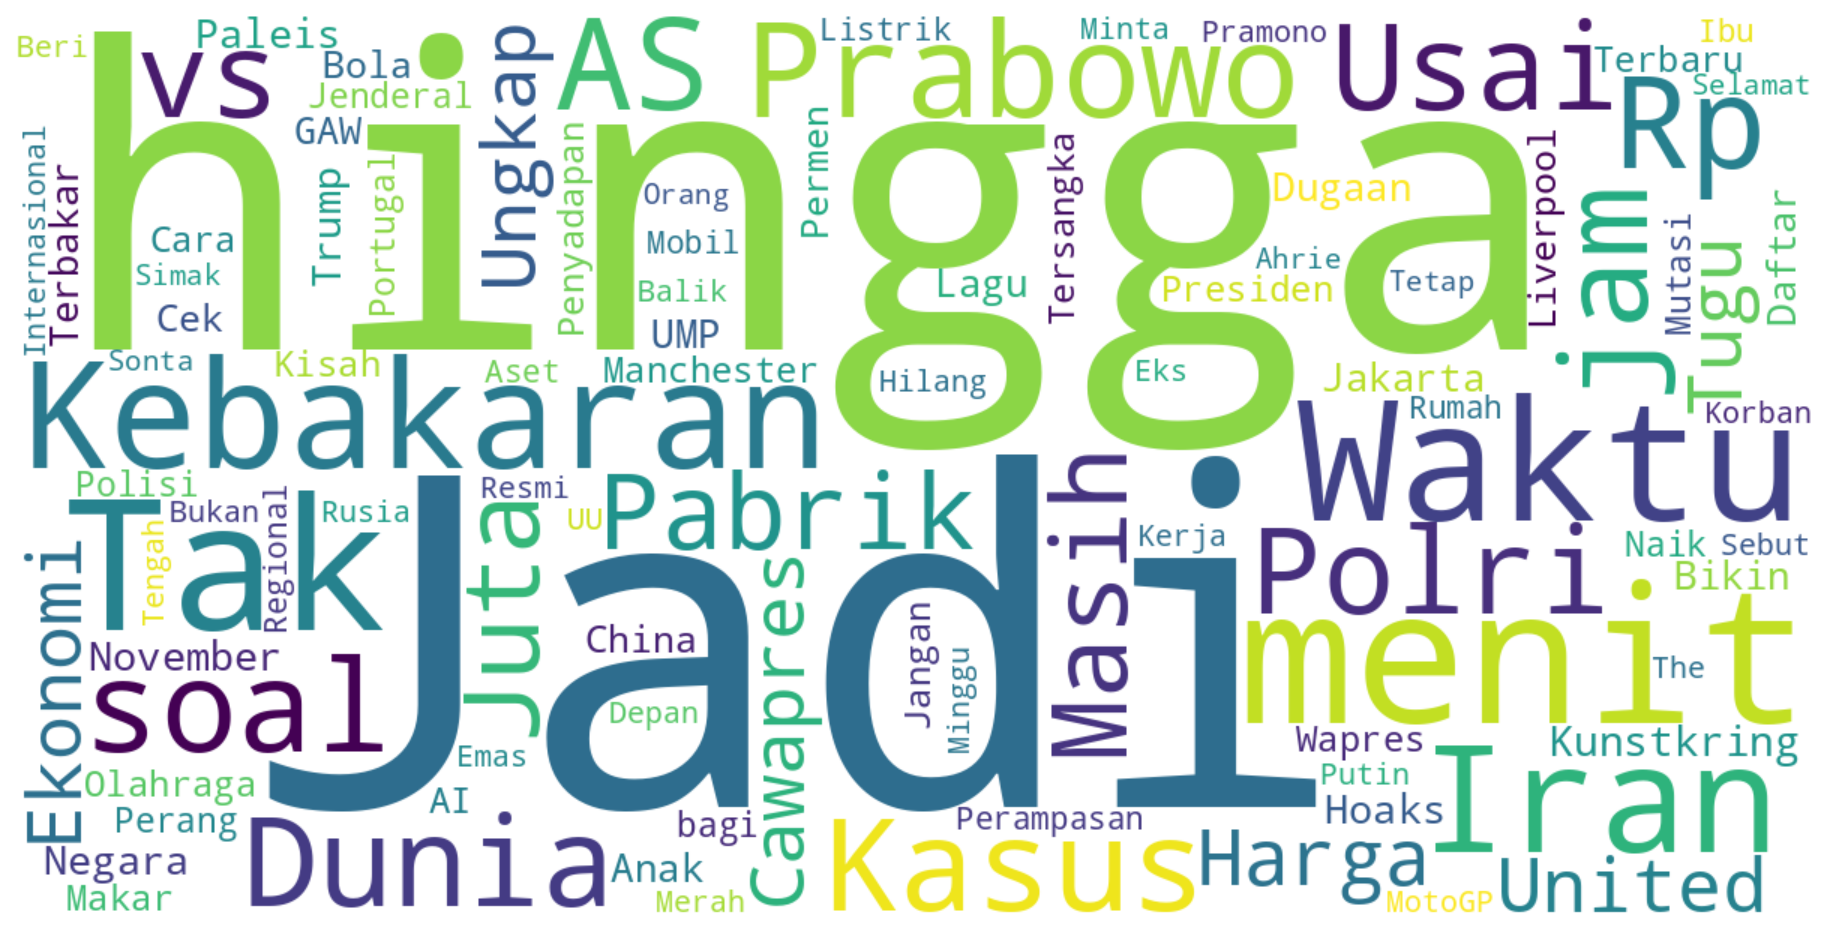 Beri
Paleis
vs
Bola
Jenderal
GAW
Ungkap
AS
Prabowo
Listrik
Minta
Pramono
Usai
Ibu
Terbaru
Selamat
Rp
hingga
Internasional
Terbakar
Cara
Simak
Cek
Trump
Portugal
Penyadapan
Orang
Mobil
Balik
UMP
Permen
Lagu
Tersangka
Dugaan
Ahrie
Presiden
Tetap
Liverpool
jam
Mutasi
Tugu
Daftar
Kebakaran
Sonta
Kisah
Aset
Manchester
Hilang
Eks
Jakarta
Rumah
Waktu
Korban
Polisi
Bukan
Tak
Tengah
Regional
Rusia
Resmi
Juta
UU
Pabrik
Masih
Kerja
Polri
Naik
Sebut
Bikin
Ekonomi
November
soal
Jadi
China
Depan
Cawapres
Jangan
Minggu
menit
The
Olahraga
Emas
AI
Perang
Negara
Makar
Dunia
bagi
Anak
Merah
Perampasan
Kasus
Wapres
Putin
Hoaks
Harga
Kunstkring
Iran
MotoGP
United